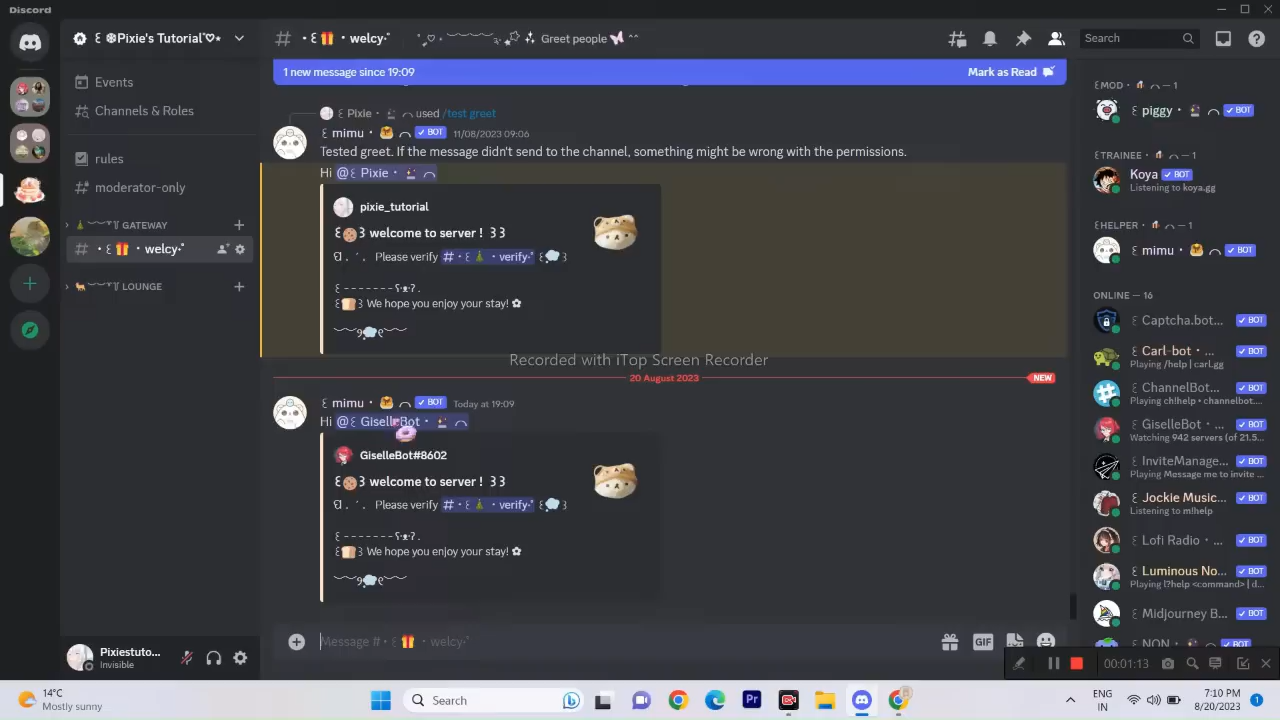 Discord
꒰ Pixie's Tutorial♡⋆
Events
Channels & Roles
rules
moderator-only
GATEWAY
welcy
LOUNGE
Pixiestuto...
Invisible
welcy
Greet people
Search
1 new message since 19:09
Mark as Read
Pixie used /test greet
mimu BOT 11/08/2023 09:06
Tested greet. If the message didn't send to the channel, something might be wrong with the permissions.
Hi @꒰ Pixie
pixie_tutorial
welcome to server !
Please verify # verify
We hope you enjoy your stay! ✿
Recorded with iTop Screen Recorder
20 August 2023
NEW
mimu BOT Today at 19:09
Hi @꒰ GiselleBot
GiselleBot#8602
welcome to server !
Please verify # verify
We hope you enjoy your stay! ✿
Message # welcy
GIF
MOD — 1
piggy BOT
TRAINEE — 1
Koya BOT
Listening to koya.gg
HELPER — 1
mimu BOT
ONLINE — 16
Captcha.bot... BOT
Carl-bot ... BOT
Playing /help | carl.gg
ChannelBot... BOT
Playing ch!help • channelbot...
GiselleBot ... BOT
Watching 942 servers (of 21.5...
InviteManage... BOT
Playing Message me to invite ...
Jockie Music... BOT
Listening to m!help
Lofi Radio ... BOT
Luminous No... BOT
Playing l?help <command> | d...
Midjourney B... BOT
NON BOT
00:01:13
14°C
Mostly sunny
Search
Pr
ENG
IN
7:10 PM
8/20/2023
1